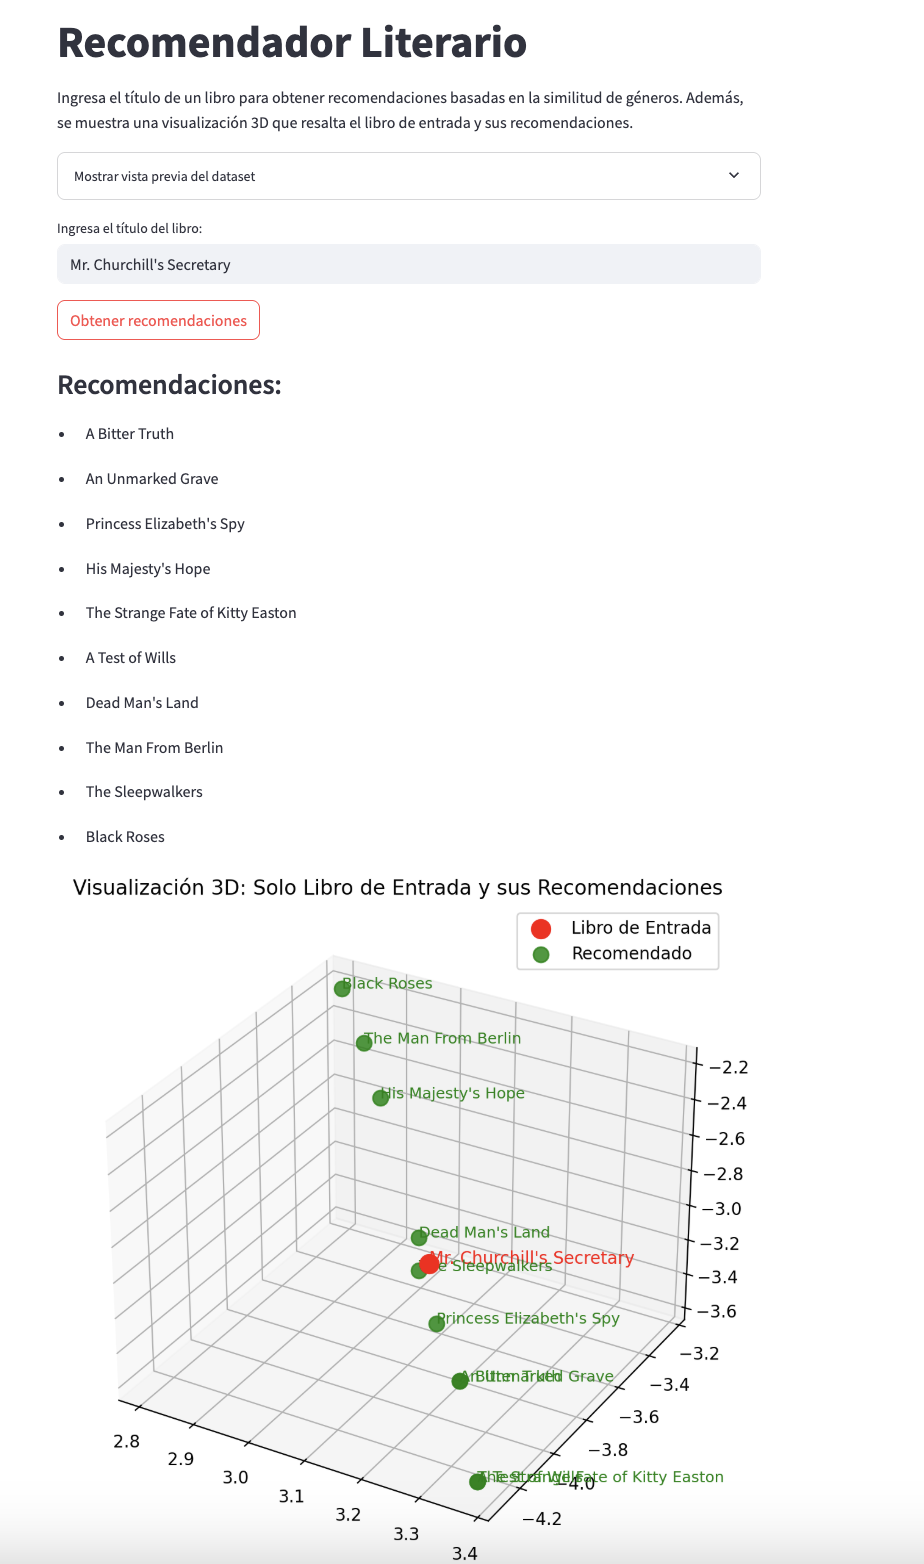 Recomendador Literario
Ingresa el título de un libro para obtener recomendaciones basadas en la similitud de géneros. Además,
se muestra una visualización 3D que resalta el libro de entrada y sus recomendaciones.
Mostrar vista previa del dataset
Ingresa el título del libro:
Mr. Churchill's Secretary
Obtener recomendaciones
Recomendaciones:
• A Bitter Truth
• An Unmarked Grave
• Princess Elizabeth's Spy
• His Majesty's Hope
• The Strange Fate of Kitty Easton
• A Test of Wills
• Dead Man's Land
• The Man From Berlin
• The Sleepwalkers
• Black Roses
Visualización 3D: Solo Libro de Entrada y sus Recomendaciones
Libro de Entrada
Recomendado
Black Roses
The Man From Berlin
His Majesty's Hope
−2.2
−2.4
−2.6
−2.8
−3.0
−3.2
−3.4
−3.6
Dead Man's Land
Mr. Churchill's Secretary
Sleepwalkers
Princess Elizabeth's Spy
Grave
Fate of Kitty Easton
−3.2
−3.4
−3.6
−3.8
−4.0
−4.2
2.8
2.9
3.0
3.1
3.2
3.3
3.4